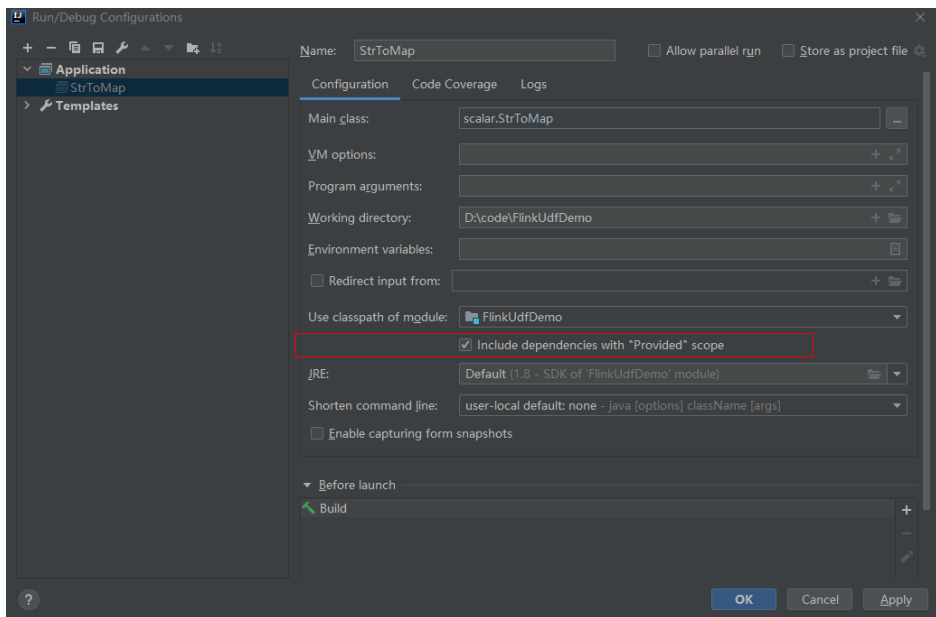 Run/Debug Configurations
Name: StrToMap Allow parallel run Store as project file
Application
StrToMap
Templates
Configuration Code Coverage Logs
Main class: scalar.StrToMap ...
VM options:
Program arguments:
Working directory: D:\code\FlinkUdfDemo
Environment variables:
Redirect input from:
Use classpath of module: FlinkUdfDemo
Include dependencies with "Provided" scope
JRE: Default (1.8 - SDK of 'FlinkUdfDemo' module)
Shorten command line: user-local default: none - java [options] className [args]
Enable capturing form snapshots
Before launch
Build
? OK Cancel Apply